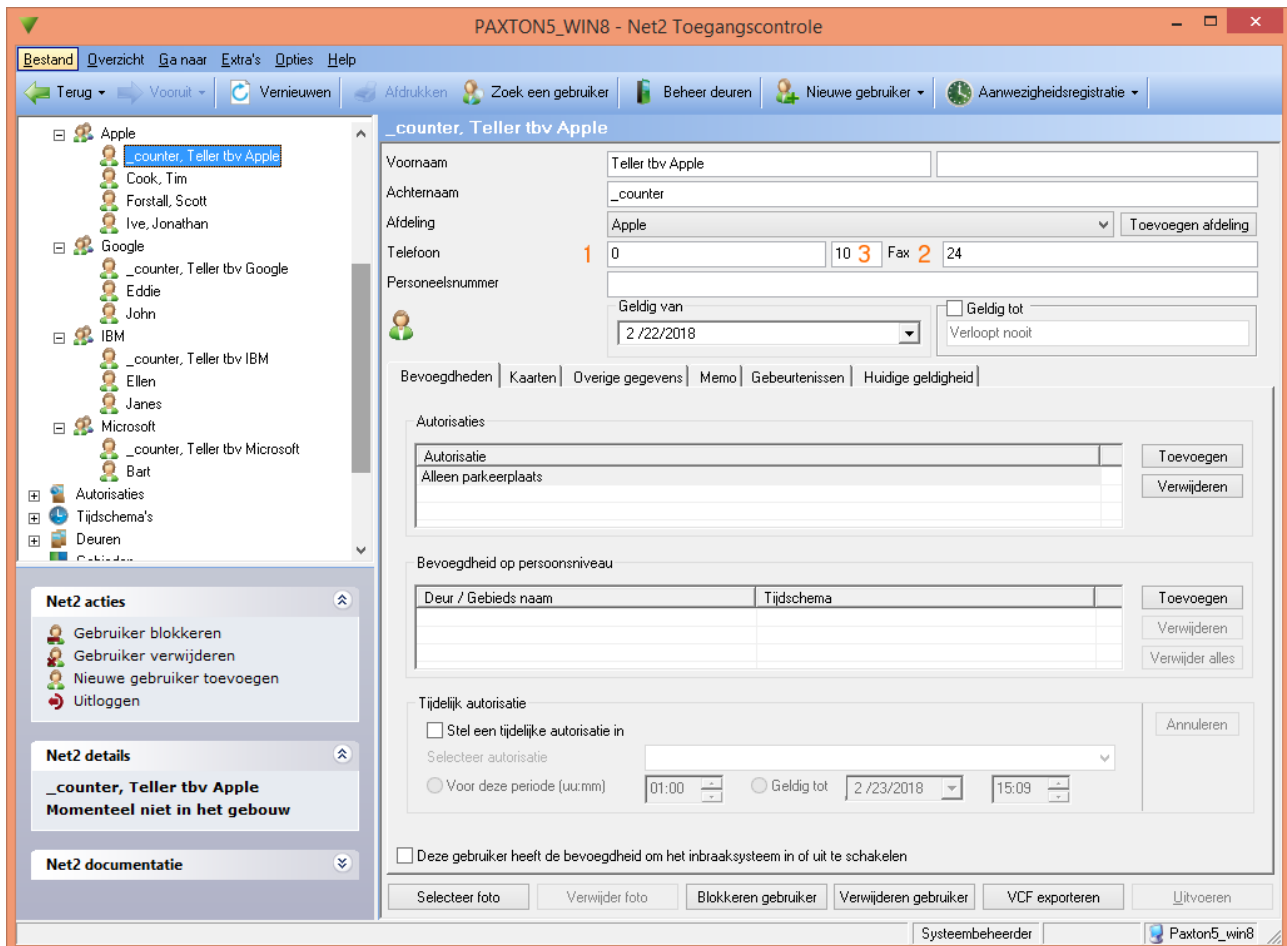 PAXTON5_WIN8 - Net2 Toegangscontrole
Bestand Overzicht Ga naar Extra's Opties Help
Terug Vooruit Vernieuwen Afdrukken Zoek een gebruiker Beheer deuren Nieuwe gebruiker Aanwezigheidsregistratie
Apple
_counter, Teller tbv Apple
Cook, Tim
Forstall, Scott
Ive, Jonathan
Google
_counter, Teller tbv Google
Eddie
John
IBM
_counter, Teller tbv IBM
Ellen
Janes
Microsoft
_counter, Teller tbv Microsoft
Bart
Autorisaties
Tijdschema's
Deuren
Net2 acties
Gebruiker blokkeren
Gebruiker verwijderen
Nieuwe gebruiker toevoegen
Uitloggen
Net2 details
_counter, Teller tbv Apple
Momenteel niet in het gebouw
Net2 documentatie
_counter, Teller tbv Apple
Voornaam Teller tbv Apple
Achternaam _counter
Afdeling Apple Toevoegen afdeling
Telefoon 1 0 10 3 Fax 2 24
Personeelsnummer
Geldig van Geldig tot
2 /22/2018 Verloopt nooit
Bevoegdheden Kaarten Overige gegevens Memo Gebeurtenissen Huidige geldigheid
Autorisaties
Autorisatie Toevoegen
Alleen parkeerplaats
Verwijderen
Bevoegdheid op persoonsniveau
Deur / Gebieds naam Tijdschema Toevoegen
Verwijderen
Verwijder alles
Tijdelijk autorisatie
Stel een tijdelijke autorisatie in Annuleren
Selecteer autorisatie
Voor deze periode (uu:mm) 01:00 Geldig tot 2 /23/2018 15:09
Deze gebruiker heeft de bevoegdheid om het inbraaksysteem in of uit te schakelen
Selecteer foto Verwijder foto Blokkeren gebruiker Verwijderen gebruiker VCF exporteren Uitvoeren
Systeembeheerder Paxton5_win8